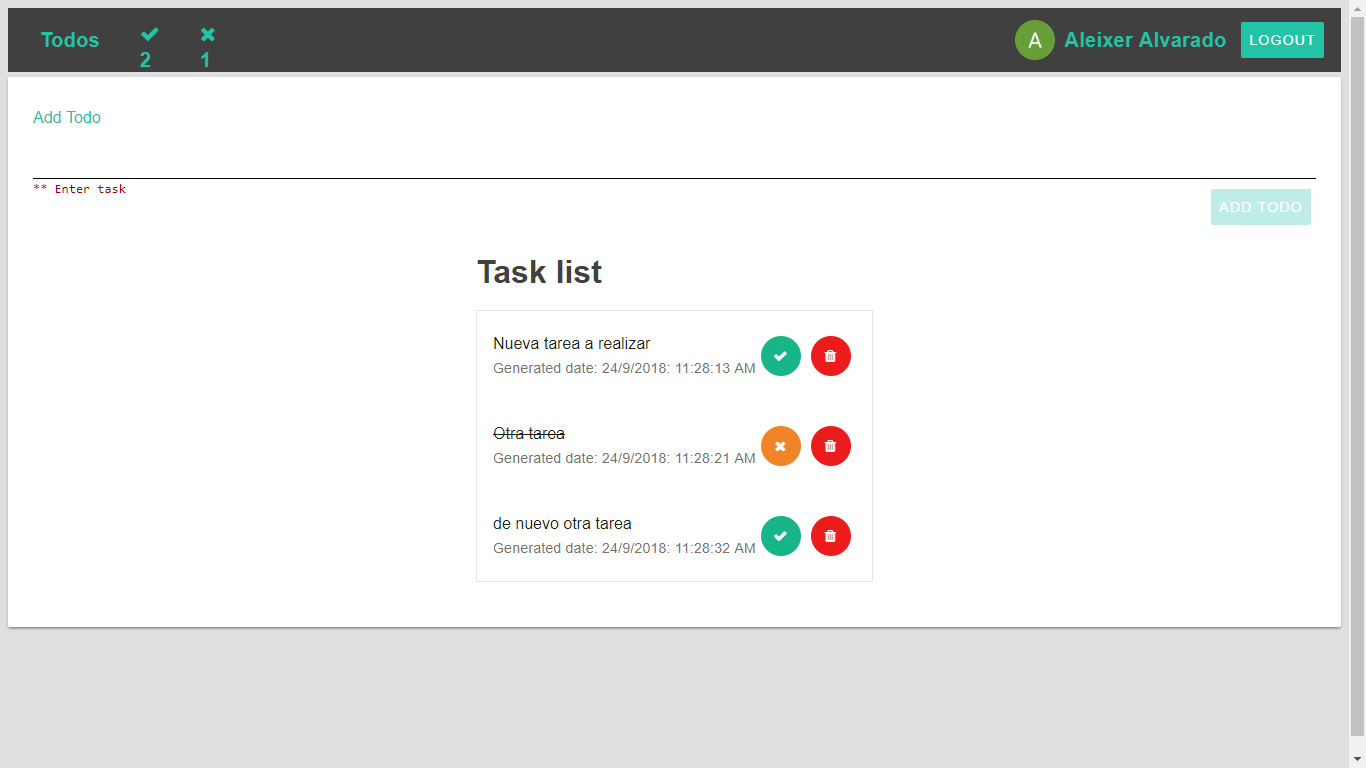 Todos
2
1
A
Aleixer Alvarado
LOGOUT
Add Todo
** Enter task
ADD TODO
Task list
Nueva tarea a realizar
Generated date: 24/9/2018: 11:28:13 AM
Otra tarea
Generated date: 24/9/2018: 11:28:21 AM
de nuevo otra tarea
Generated date: 24/9/2018: 11:28:32 AM